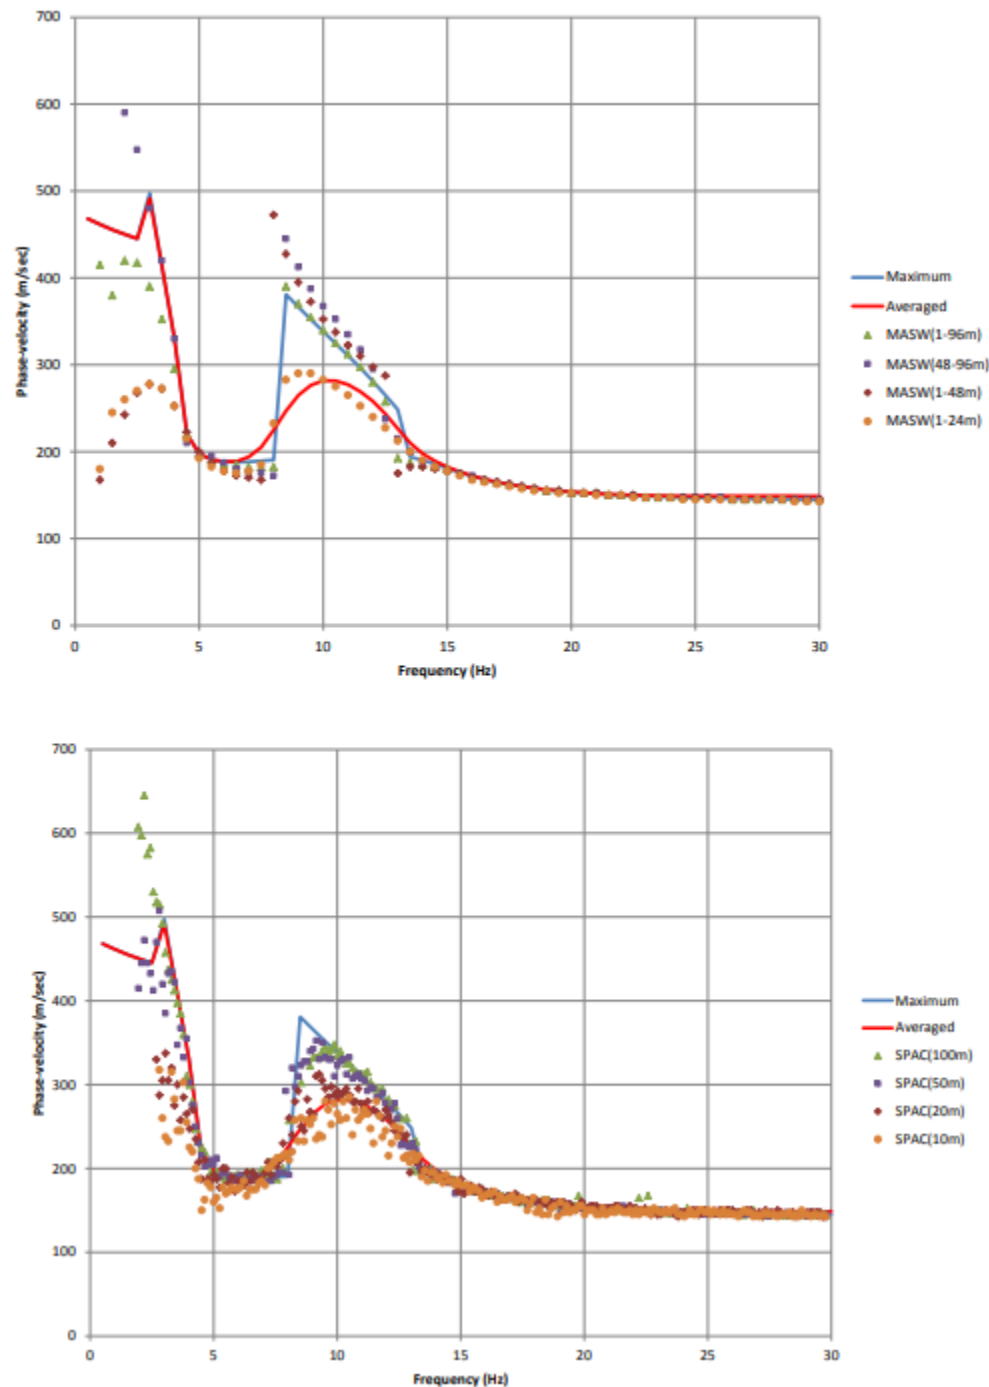 700
600
500
400
300
200
100
0
Phase-velocity (m/sec)
0 5 10 15 20 25 30
Frequency (Hz)
Maximum
Averaged
MASW(1-96m)
MASW(48-96m)
MASW(1-48m)
MASW(1-24m)
700
600
500
400
300
200
100
0
Phase-velocity (m/sec)
0 5 10 15 20 25 30
Frequency (Hz)
Maximum
Averaged
SPAC(100m)
SPAC(50m)
SPAC(20m)
SPAC(10m)